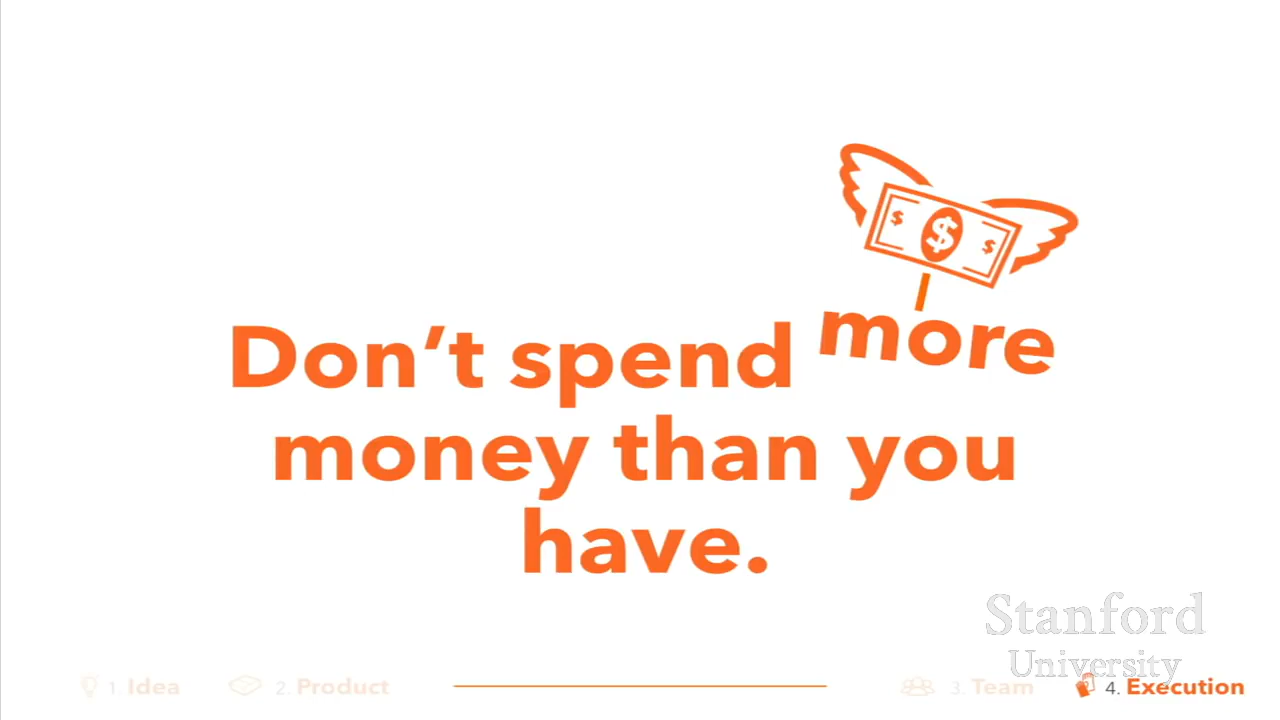 Don't spend more
money than you
have.
Stanford
University
1. Idea 2. Product 3. Team 4. Execution